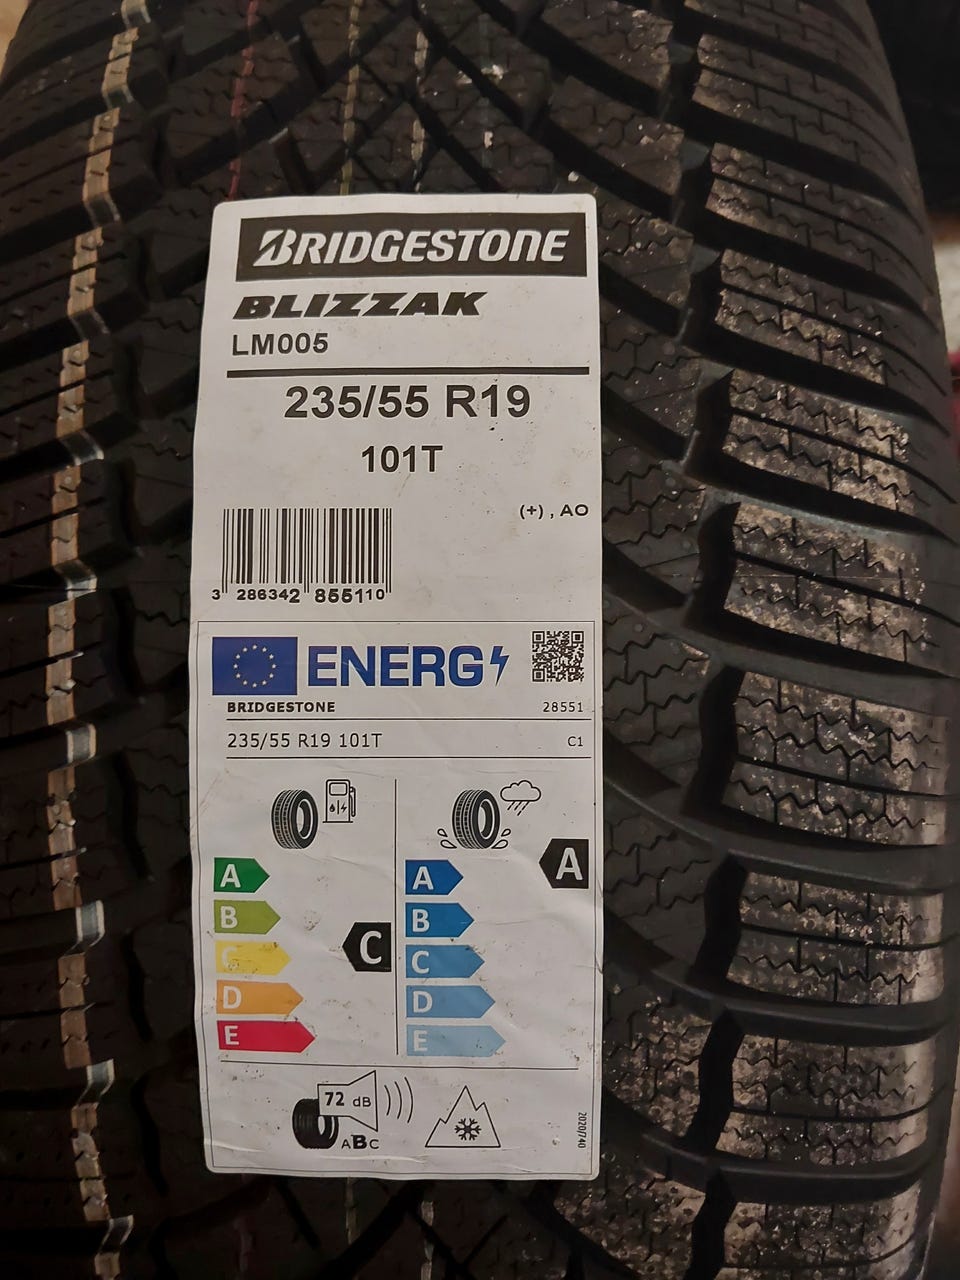 BRIDGESTONE
BLIZZAK
LM005
235/55 R19
101T
(+) , AO
3 286342 855110
ENERG
BRIDGESTONE 28551
235/55 R19 101T C1
A A A
B B
C C C
D D
E E
72 dB
ABC
2020/740